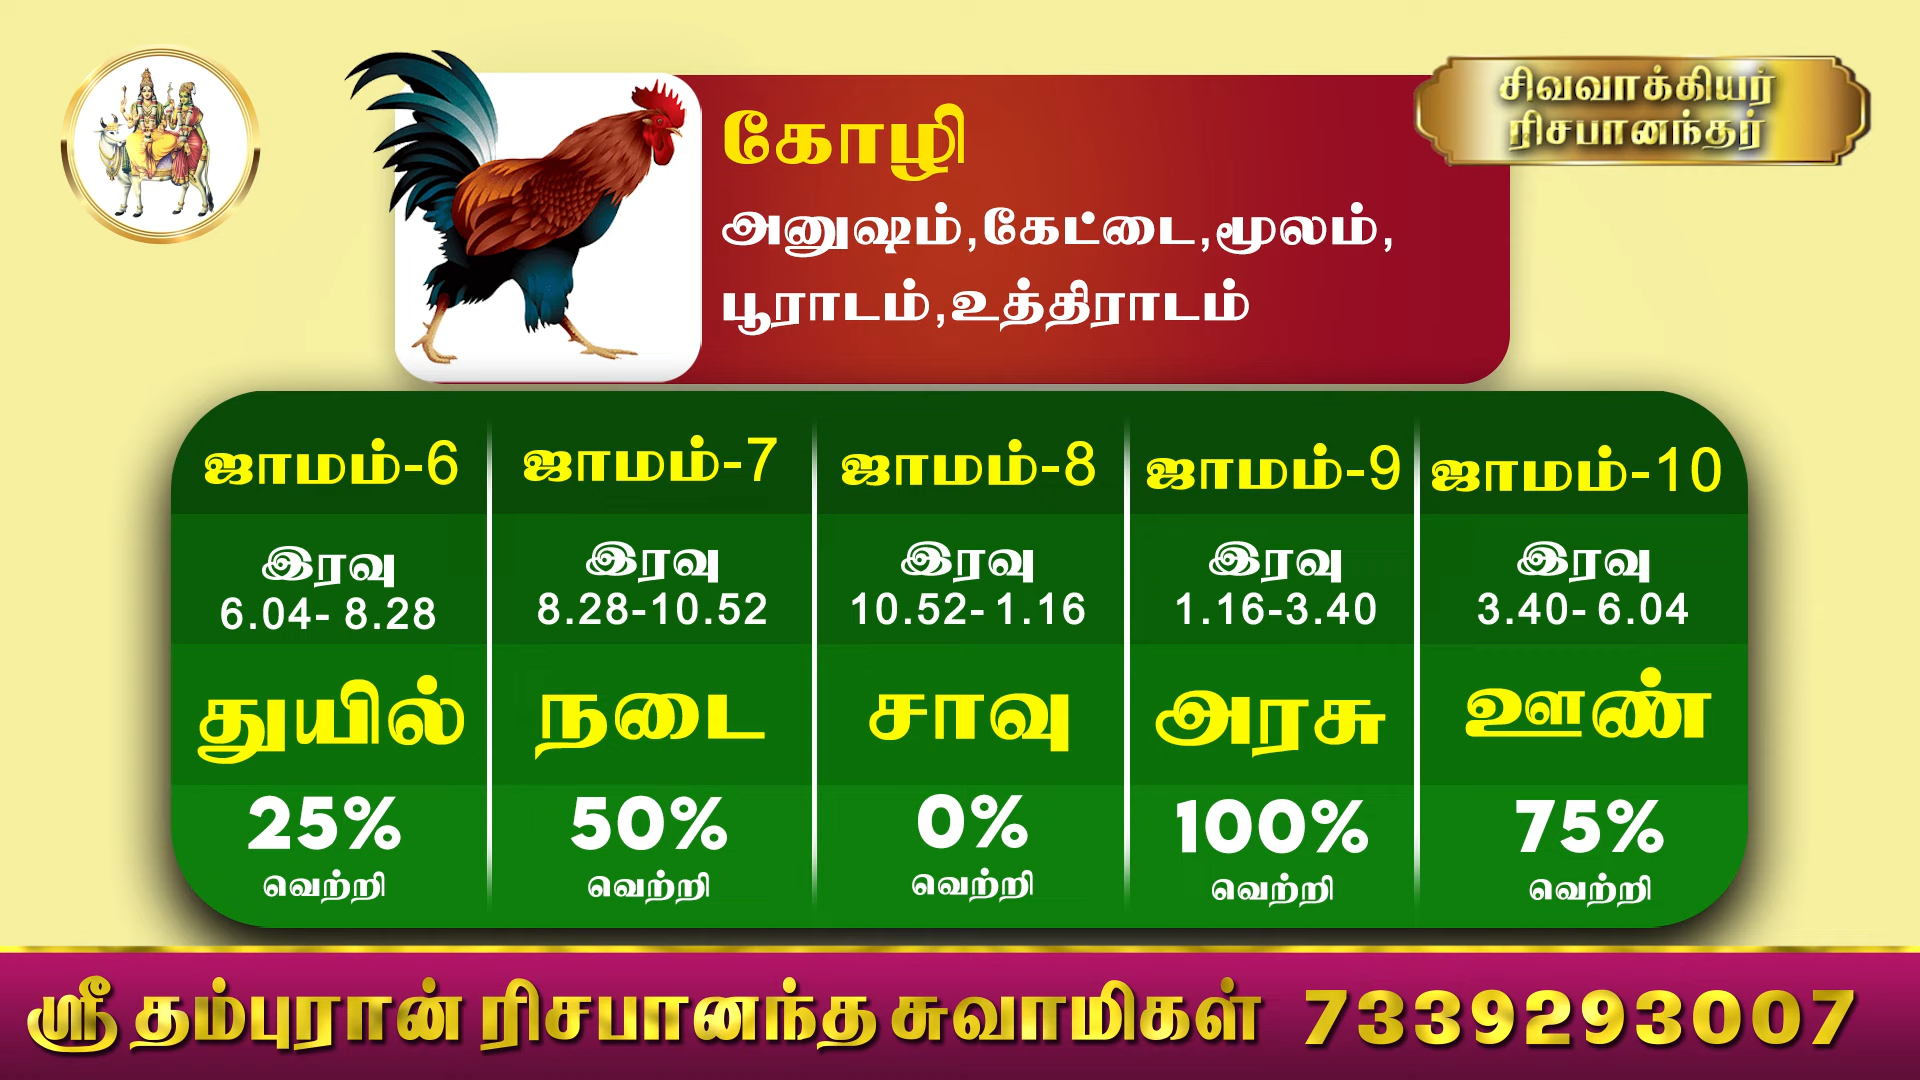 சிவவாக்கியர்
ரிசபானந்தர்
கோழி
அனுஷம்,கேட்டை,மூலம்,
பூராடம்,உத்திராடம்
ஜாமம்-6 ஜாமம்-7 ஜாமம்-8 ஜாமம்-9 ஜாமம்-10
இரவு இரவு இரவு இரவு இரவு
6.04- 8.28 8.28-10.52 10.52- 1.16 1.16-3.40 3.40- 6.04
துயில் நடை சாவு அரசு ஊண்
25% 50% 0% 100% 75%
வெற்றி வெற்றி வெற்றி வெற்றி வெற்றி
ஸ்ரீ தம்புரான் ரிசபானந்த சுவாமிகள் 7339293007